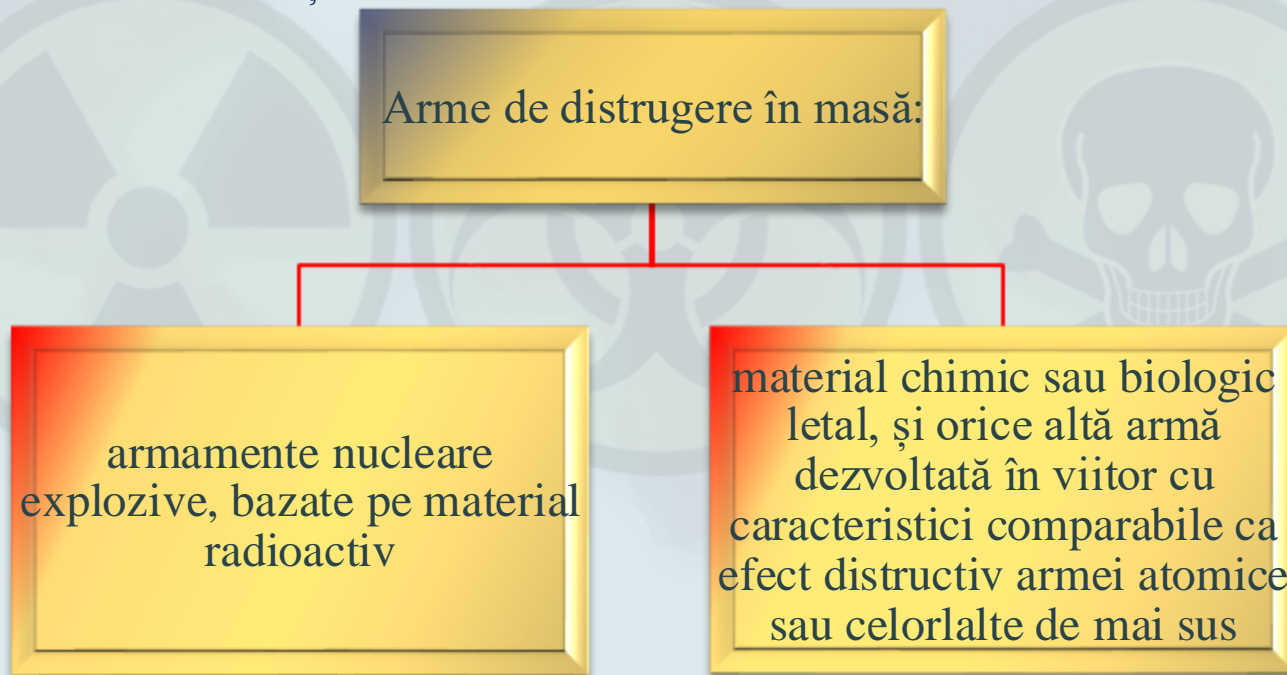 Arme de distrugere în masă:
armamente nucleare
explozive, bazate pe material
radioactiv
material chimic sau biologic
letal, și orice altă armă
dezvoltată în viitor cu
caracteristici comparabile ca
efect distructiv armei atomice
sau celorlalte de mai sus